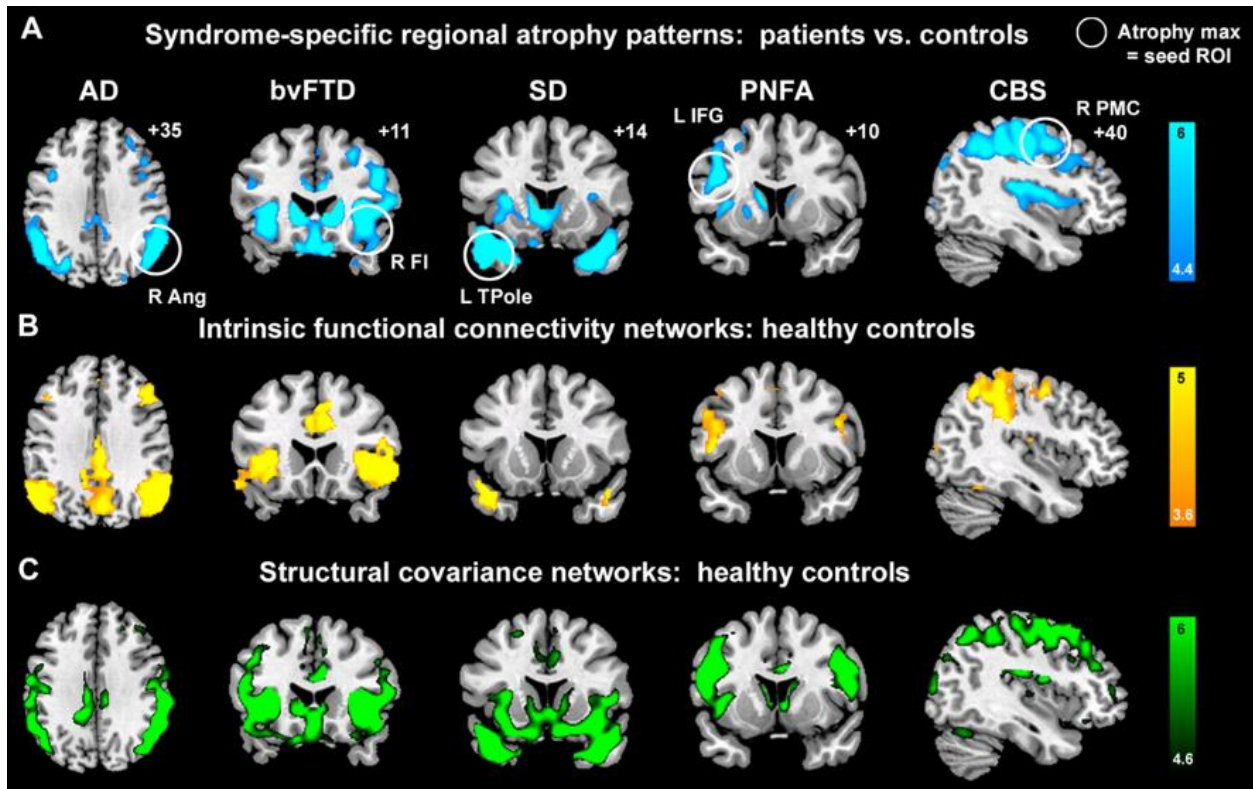 A
Syndrome-specific regional atrophy patterns: patients vs. controls
Atrophy max
= seed ROI
AD
bvFTD
SD
PNFA
CBS
+35
+11
+14
L IFG
+10
R PMC
+40
6
4.4
R Ang
R FI
L TPole
B
Intrinsic functional connectivity networks: healthy controls
5
3.6
C
Structural covariance networks: healthy controls
6
4.6